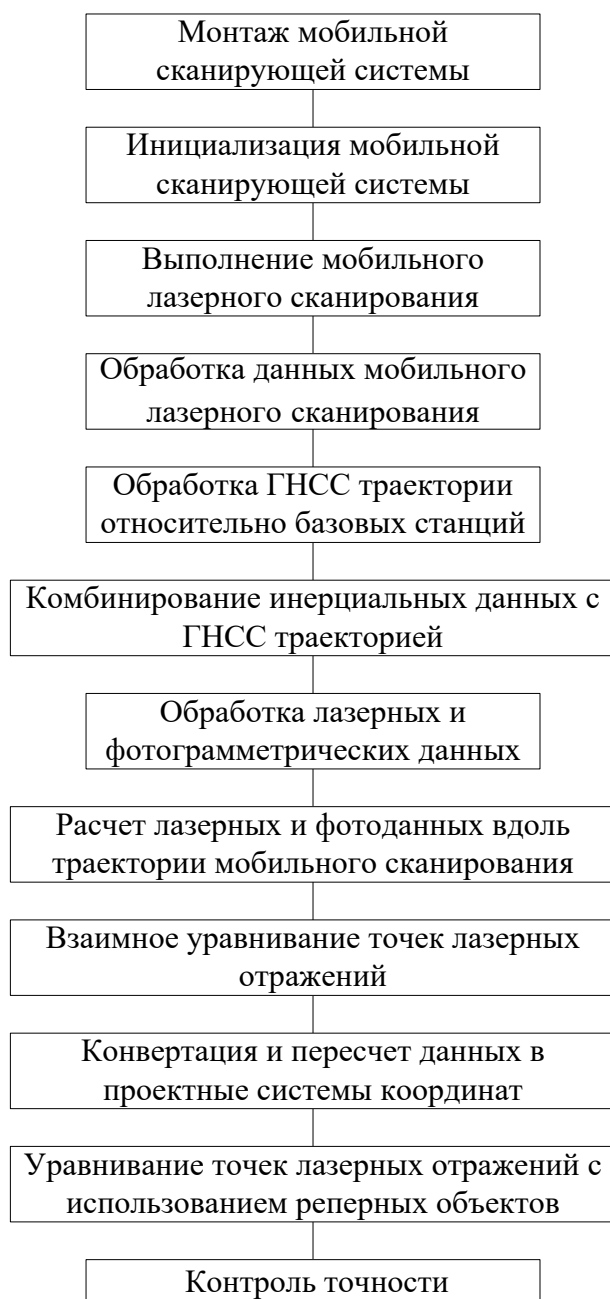 Монтаж мобильной
сканирующей системы
Инициализация мобильной
сканирующей системы
Выполнение мобильного
лазерного сканирования
Обработка данных мобильного
лазерного сканирования
Обработка ГНСС траектории
относительно базовых станций
Комбинирование инерциальных данных с
ГНСС траекторией
Обработка лазерных и
фотограмметрических данных
Расчет лазерных и фотоданных вдоль
траектории мобильного сканирования
Взаимное уравнивание точек лазерных
отражений
Конвертация и пересчет данных в
проектные системы координат
Уравнивание точек лазерных отражений с
использованием реперных объектов
Контроль точности